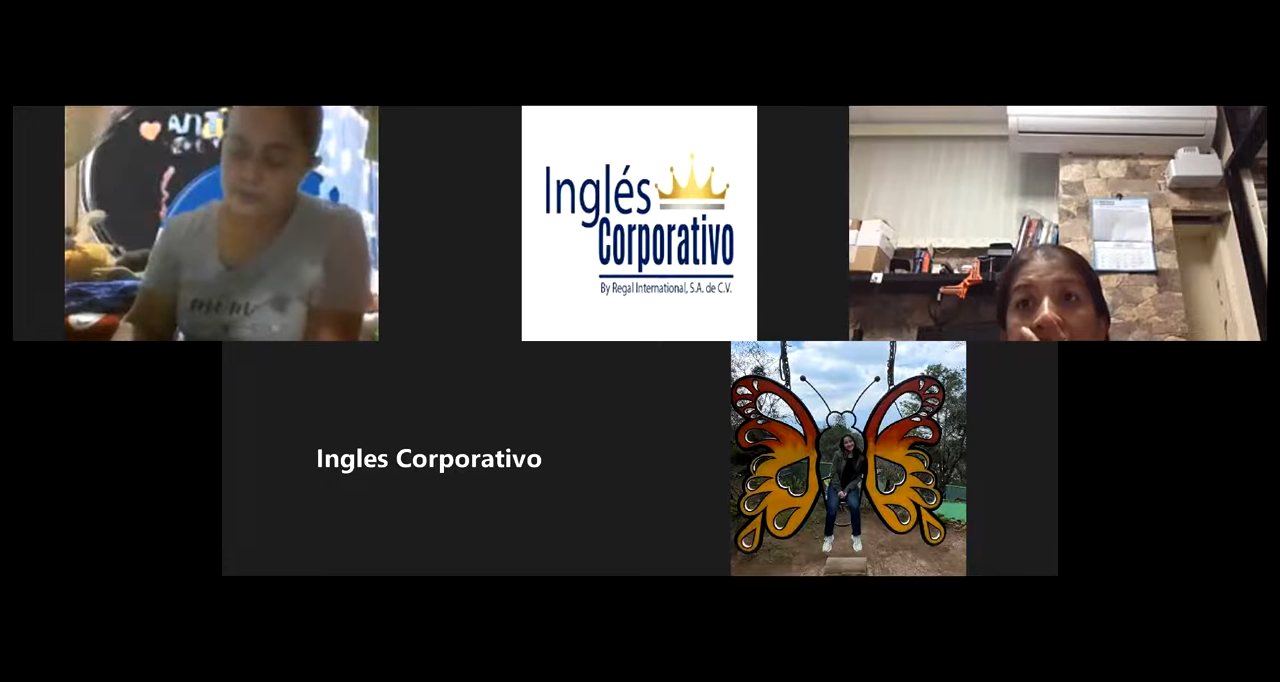 Inglés
Corporativo
By Regal International, S.A. de C.V.
Ingles Corporativo